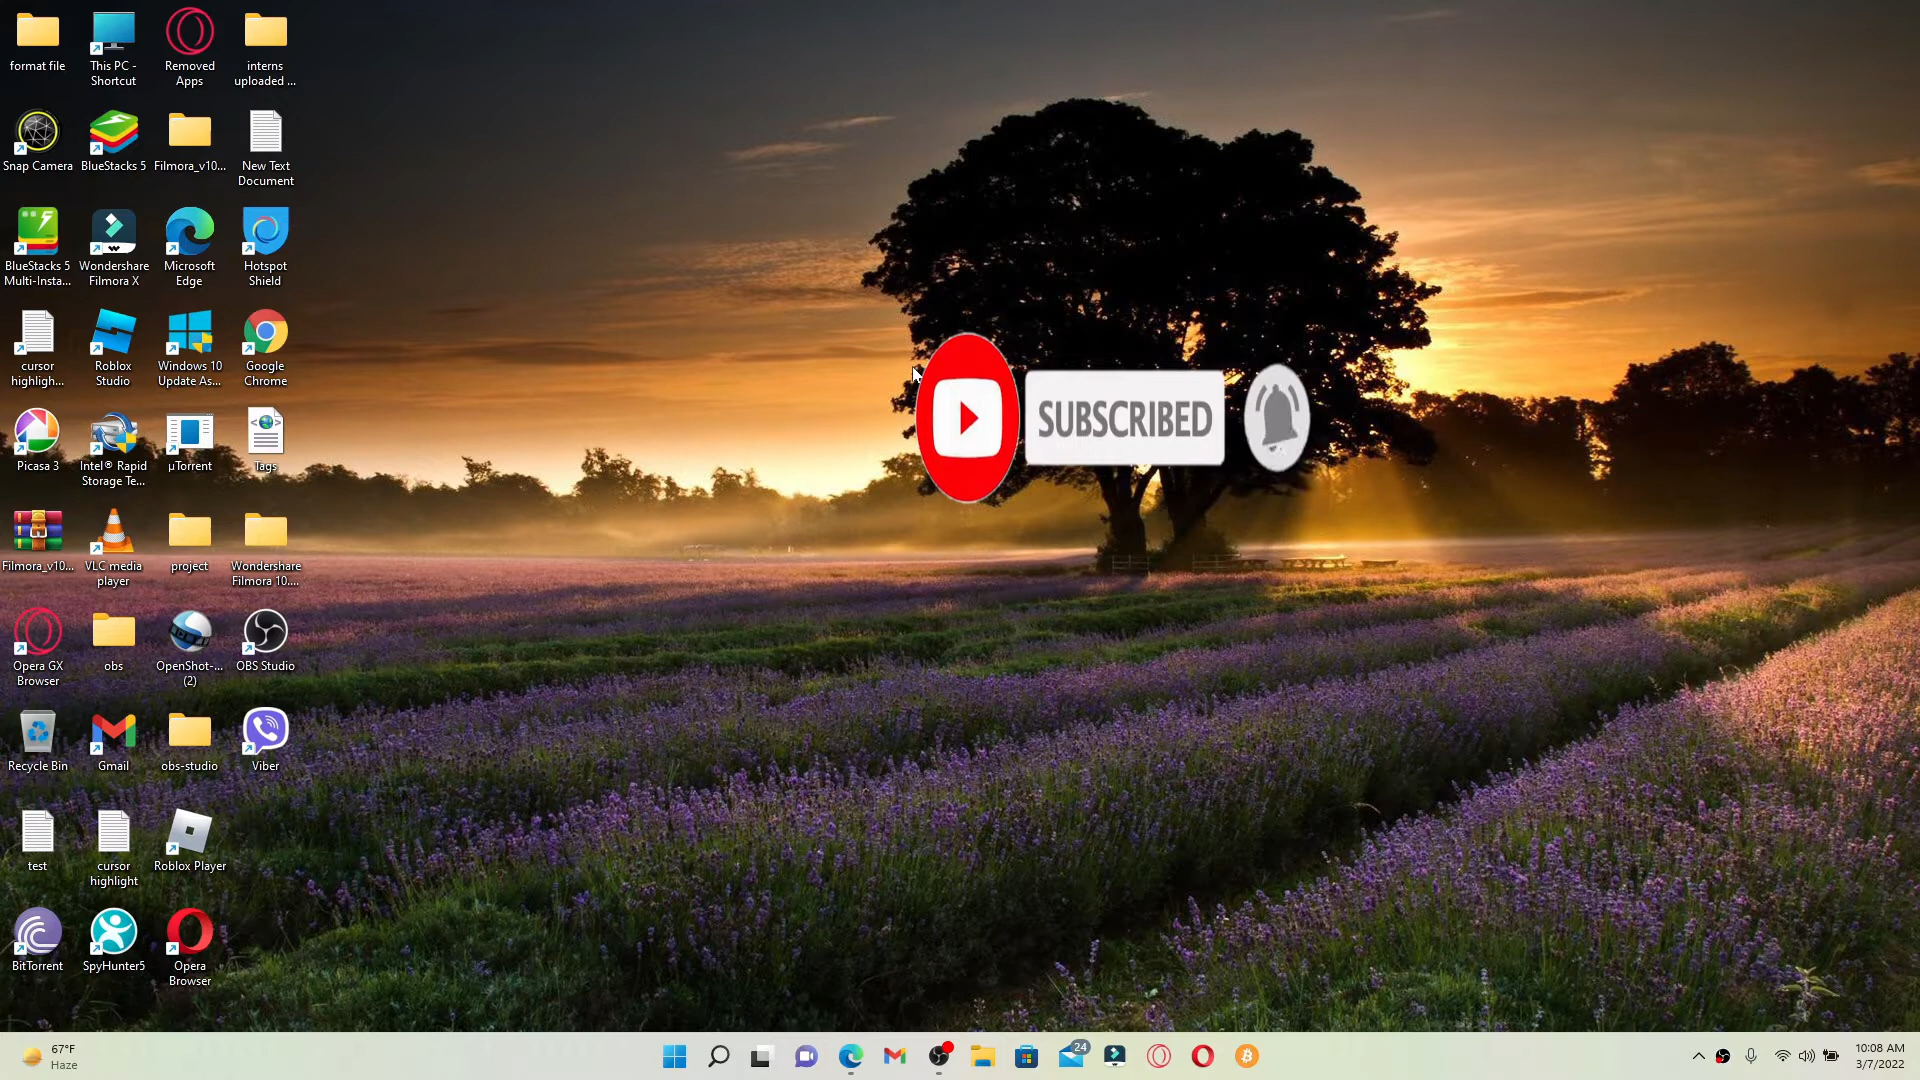 format file
This PC -
Shortcut
Removed
Apps
interns
uploaded ...
Snap Camera
BlueStacks 5
Filmora_v10...
New Text
Document
BlueStacks 5
Multi-Insta...
Wondershare
Filmora X
Microsoft
Edge
Hotspot
Shield
cursor
highligh...
Roblox
Studio
Windows 10
Update As...
Google
Chrome
Picasa 3
Intel® Rapid
Storage Te...
µTorrent
Tags
Filmora_v10...
VLC media
player
project
Wondershare
Filmora 10....
Opera GX
Browser
obs
OpenShot-...
(2)
OBS Studio
Recycle Bin
Gmail
obs-studio
Viber
test
cursor
highlight
Roblox Player
BitTorrent
SpyHunter5
Opera
Browser
SUBSCRIBED
67°F
Haze
24
10:08 AM
3/7/2022